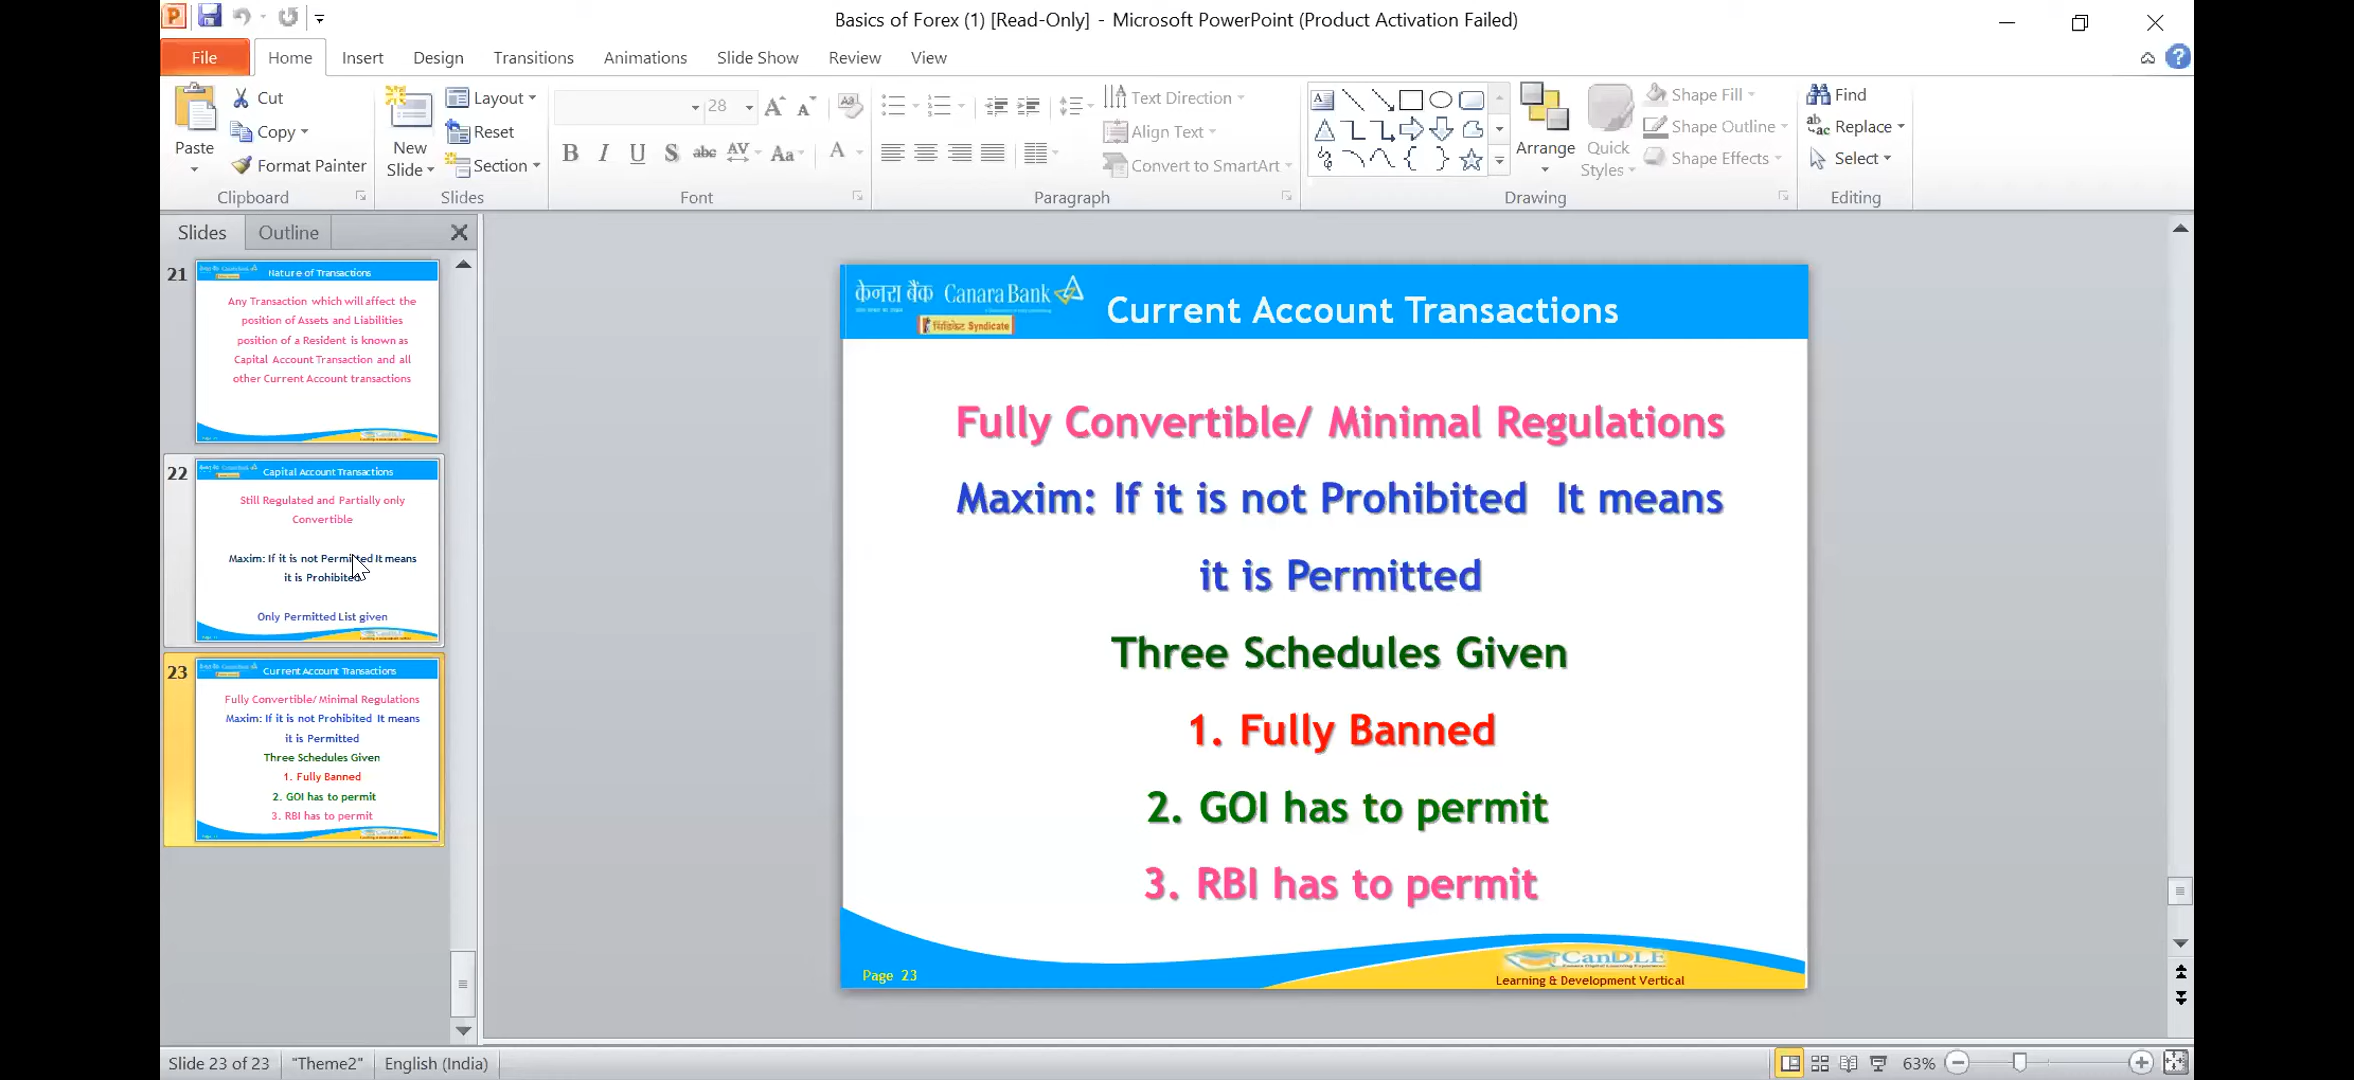 Basics of Forex (1) [Read-Only] - Microsoft PowerPoint (Product Activation Failed)
File Home Insert Design Transitions Animations Slide Show Review View
Paste
Cut
Copy
Format Painter
Clipboard
New Slide
Layout
Reset
Section
Slides
28
B I U S abc AV Aa A
Font
Text Direction
Align Text
Convert to SmartArt
Paragraph
Arrange
Quick Styles
Shape Fill
Shape Outline
Shape Effects
Drawing
Find
Replace
Select
Editing
Slides Outline
21
Nature of Transactions
Any Transaction which will affect the
position of Assets and Liabilities
position of a Resident is known as
Capital Account Transaction and all
other Current Account transactions
22
Capital Account Transactions
Still Regulated and Partially only
Convertible
Maxim: If it is not Permitted It means
it is Prohibited
Only Permitted List given
23
Current Account Transactions
Fully Convertible/ Minimal Regulations
Maxim: If it is not Prohibited It means
it is Permitted
Three Schedules Given
1. Fully Banned
2. GOI has to permit
3. RBI has to permit
केनरा बैंक Canara Bank
सिंडिकेट Syndicate
Current Account Transactions
Fully Convertible/ Minimal Regulations
Maxim: If it is not Prohibited It means
it is Permitted
Three Schedules Given
1. Fully Banned
2. GOI has to permit
3. RBI has to permit
Page 23
CanDLE
Learning & Development Vertical
Slide 23 of 23 "Theme2" English (India) 63%